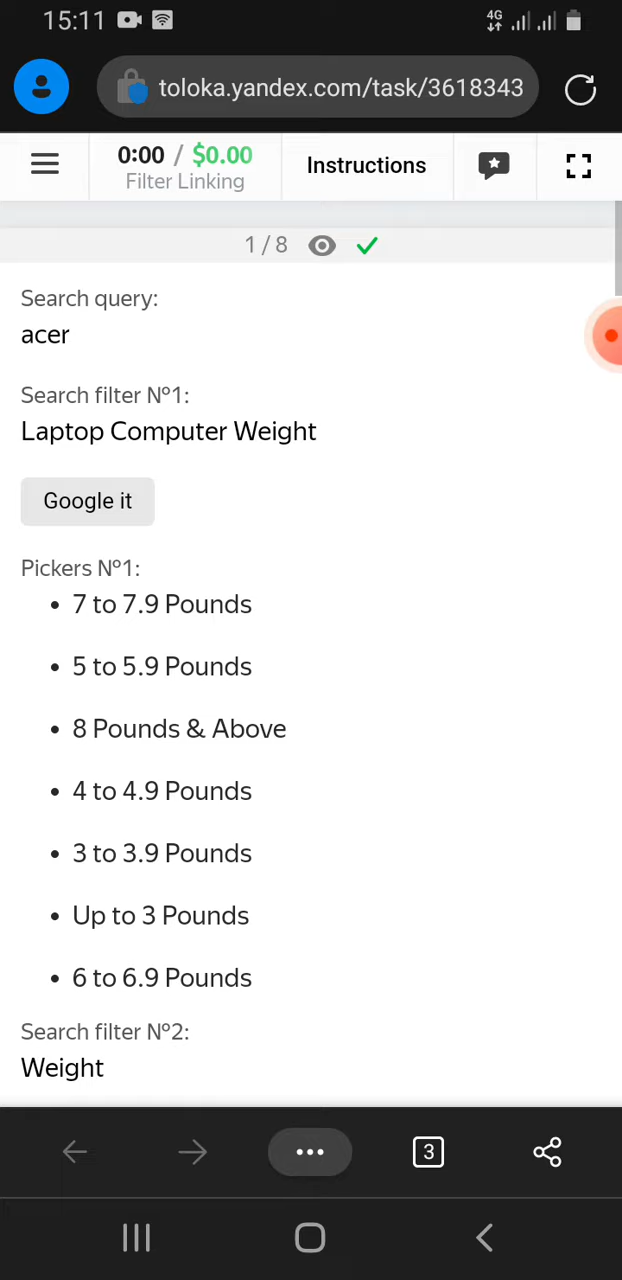 15:11
4G
toloka.yandex.com/task/3618343
0:00 / $0.00
Filter Linking
Instructions
1 / 8
Search query:
acer
Search filter Nº1:
Laptop Computer Weight
Google it
Pickers Nº1:
• 7 to 7.9 Pounds
• 5 to 5.9 Pounds
• 8 Pounds & Above
• 4 to 4.9 Pounds
• 3 to 3.9 Pounds
• Up to 3 Pounds
• 6 to 6.9 Pounds
Search filter Nº2:
Weight
3